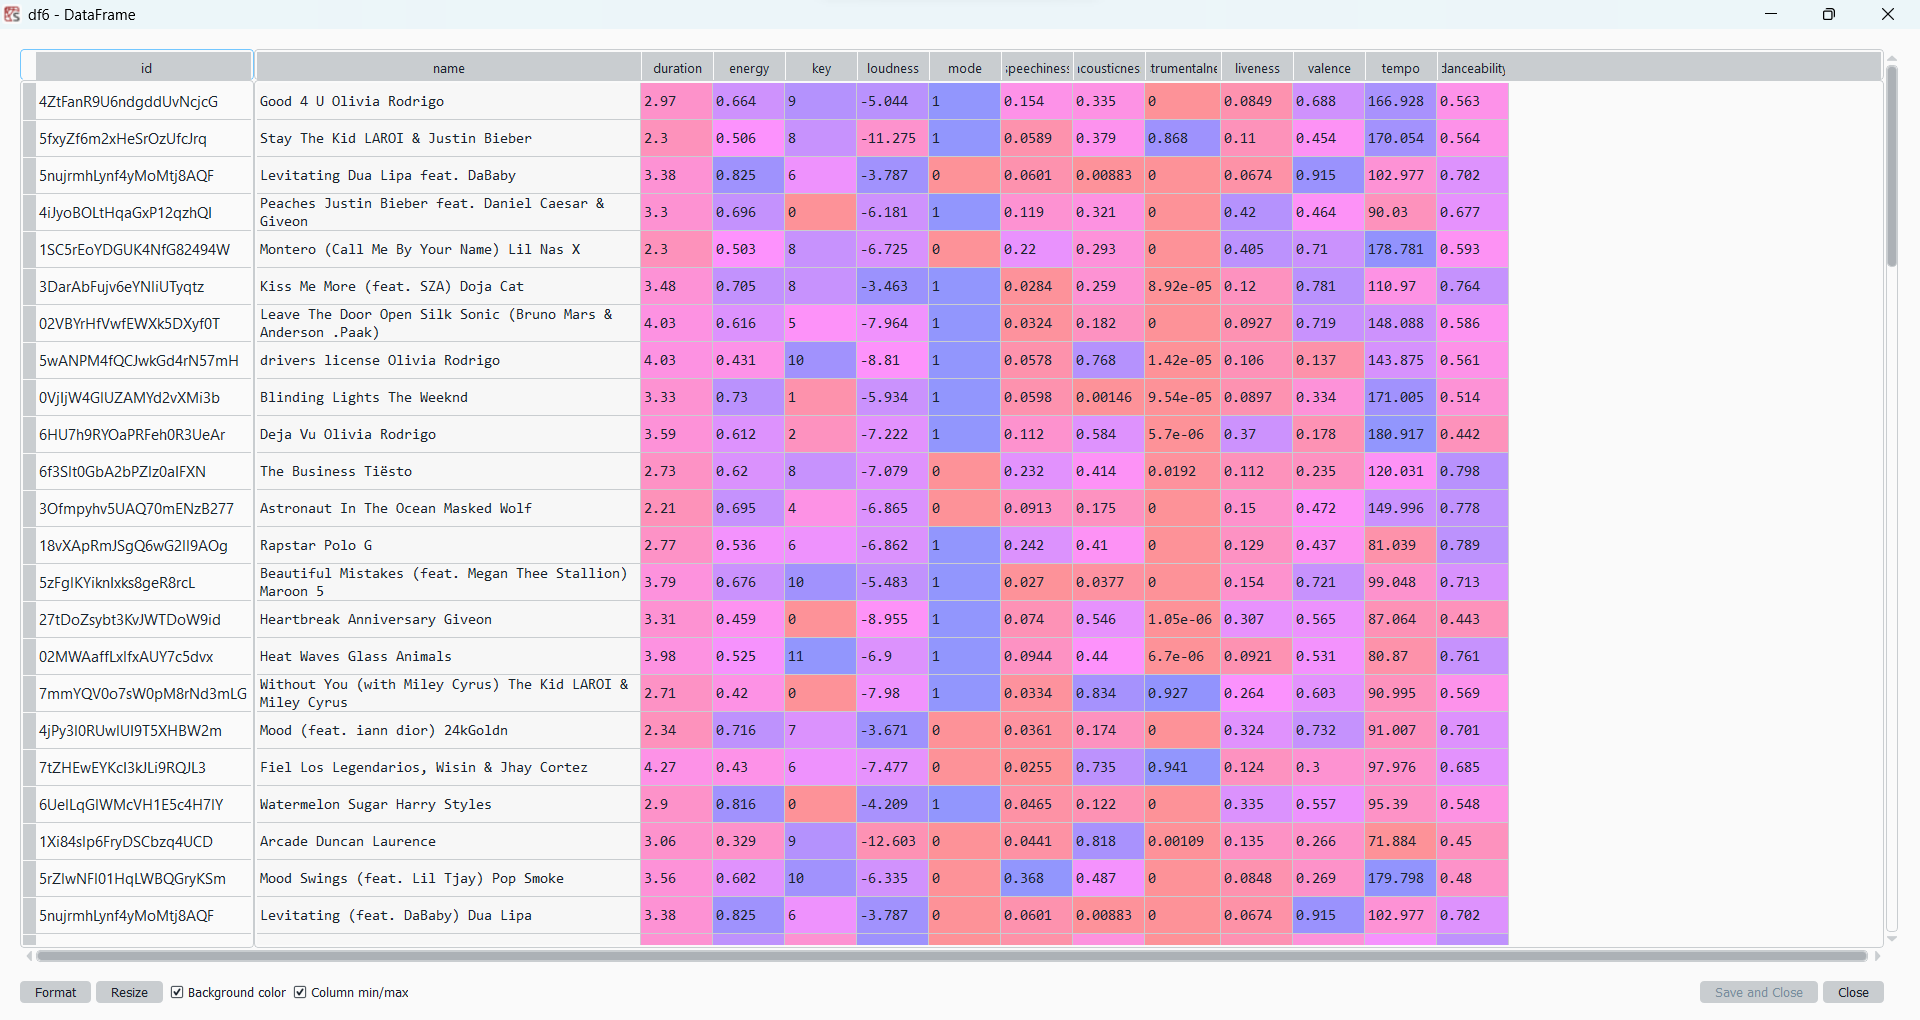 df6 - DataFrame
id name duration energy key loudness mode speechiness acousticnes trumentalne liveness valence tempo danceability
4ZtFanR9U6ndgddUvNcjcG Good 4 U Olivia Rodrigo 2.97 0.664 9 -5.044 1 0.154 0.335 0 0.0849 0.688 166.928 0.563
5fxyZf6m2xHeSrOzUfcJrq Stay The Kid LAROI & Justin Bieber 2.3 0.506 8 -11.275 1 0.0589 0.379 0.868 0.11 0.454 170.054 0.564
5nujrmhLynf4yMoMtj8AQF Levitating Dua Lipa feat. DaBaby 3.38 0.825 6 -3.787 0 0.0601 0.00883 0 0.0674 0.915 102.977 0.702
4iJyoBOLtHqaGxP12qzhQI Peaches Justin Bieber feat. Daniel Caesar &
Giveon 3.3 0.696 0 -6.181 1 0.119 0.321 0 0.42 0.464 90.03 0.677
1SC5rEoYDGUK4NfG82494W Montero (Call Me By Your Name) Lil Nas X 2.3 0.503 8 -6.725 0 0.22 0.293 0 0.405 0.71 178.781 0.593
3DarAbFujv6eYNliUTyqtz Kiss Me More (feat. SZA) Doja Cat 3.48 0.705 8 -3.463 1 0.0284 0.259 8.92e-05 0.12 0.781 110.97 0.764
02VBYrHfVwfEWXk5DXyf0T Leave The Door Open Silk Sonic (Bruno Mars &
Anderson .Paak) 4.03 0.616 5 -7.964 1 0.0324 0.182 0 0.0927 0.719 148.088 0.586
5wANPM4fQCJwkGd4rN57mH drivers license Olivia Rodrigo 4.03 0.431 10 -8.81 1 0.0578 0.768 1.42e-05 0.106 0.137 143.875 0.561
0VjIjW4GlUZAMYd2vXMi3b Blinding Lights The Weeknd 3.33 0.73 1 -5.934 1 0.0598 0.00146 9.54e-05 0.0897 0.334 171.005 0.514
6HU7h9RYOaPRFeh0R3UeAr Deja Vu Olivia Rodrigo 3.59 0.612 2 -7.222 1 0.112 0.584 5.7e-06 0.37 0.178 180.917 0.442
6f3Slt0GbA2bPZlz0aIFXN The Business Tiësto 2.73 0.62 8 -7.079 0 0.232 0.414 0.0192 0.112 0.235 120.031 0.798
3Ofmpyhv5UAQ70mENzB277 Astronaut In The Ocean Masked Wolf 2.21 0.695 4 -6.865 0 0.0913 0.175 0 0.15 0.472 149.996 0.778
18vXApRmJSgQ6wG2ll9AOg Rapstar Polo G 2.77 0.536 6 -6.862 1 0.242 0.41 0 0.129 0.437 81.039 0.789
5zFglKYiknIxks8geR8rcL Beautiful Mistakes (feat. Megan Thee Stallion)
Maroon 5 3.79 0.676 10 -5.483 1 0.027 0.0377 0 0.154 0.721 99.048 0.713
27tDoZsybt3KvJWTDoW9id Heartbreak Anniversary Giveon 3.31 0.459 0 -8.955 1 0.074 0.546 1.05e-06 0.307 0.565 87.064 0.443
02MWAaffLxlfxAUY7c5dvx Heat Waves Glass Animals 3.98 0.525 11 -6.9 1 0.0944 0.44 6.7e-06 0.0921 0.531 80.87 0.761
7mmYQV0o7sW0pM8rNd3mLG Without You (with Miley Cyrus) The Kid LAROI &
Miley Cyrus 2.71 0.42 0 -7.98 1 0.0334 0.834 0.927 0.264 0.603 90.995 0.569
4jPy3l0RUwlUI9T5XHBW2m Mood (feat. iann dior) 24kGoldn 2.34 0.716 7 -3.671 0 0.0361 0.174 0 0.324 0.732 91.007 0.701
7tZHEwEYKcl3kJLi9RQJL3 Fiel Los Legendarios, Wisin & Jhay Cortez 4.27 0.43 6 -7.477 0 0.0255 0.735 0.941 0.124 0.3 97.976 0.685
6UelLqGlWMcVH1E5c4H7lY Watermelon Sugar Harry Styles 2.9 0.816 0 -4.209 1 0.0465 0.122 0 0.335 0.557 95.39 0.548
1Xi84slp6FryDSCbzq4UCD Arcade Duncan Laurence 3.06 0.329 9 -12.603 0 0.0441 0.818 0.00109 0.135 0.266 71.884 0.45
5rZlwNFl01HqLWBQGryKSm Mood Swings (feat. Lil Tjay) Pop Smoke 3.56 0.602 10 -6.335 0 0.368 0.487 0 0.0848 0.269 179.798 0.48
5nujrmhLynf4yMoMtj8AQF Levitating (feat. DaBaby) Dua Lipa 3.38 0.825 6 -3.787 0 0.0601 0.00883 0 0.0674 0.915 102.977 0.702
Format Resize Background color Column min/max Save and Close Close